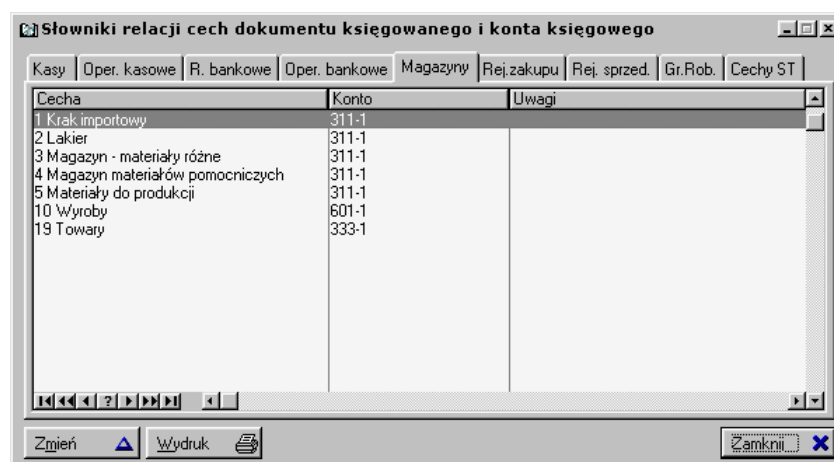 Słowniki relacji cech dokumentu księgowanego i konta księgowego
Kasy Oper. kasowe R. bankowe Oper. bankowe Magazyny Rej.zakupu Rej. sprzed. Gr.Rob. Cechy ST
Cecha Konto Uwagi
1 Krak importowy 311-1
2 Lakier 311-1
3 Magazyn - materiały różne 311-1
4 Magazyn materiałów pomocniczych 311-1
5 Materiały do produkcji 311-1
10 Wyroby 601-1
19 Towary 333-1
?
Zmień Wydruk Zamknij